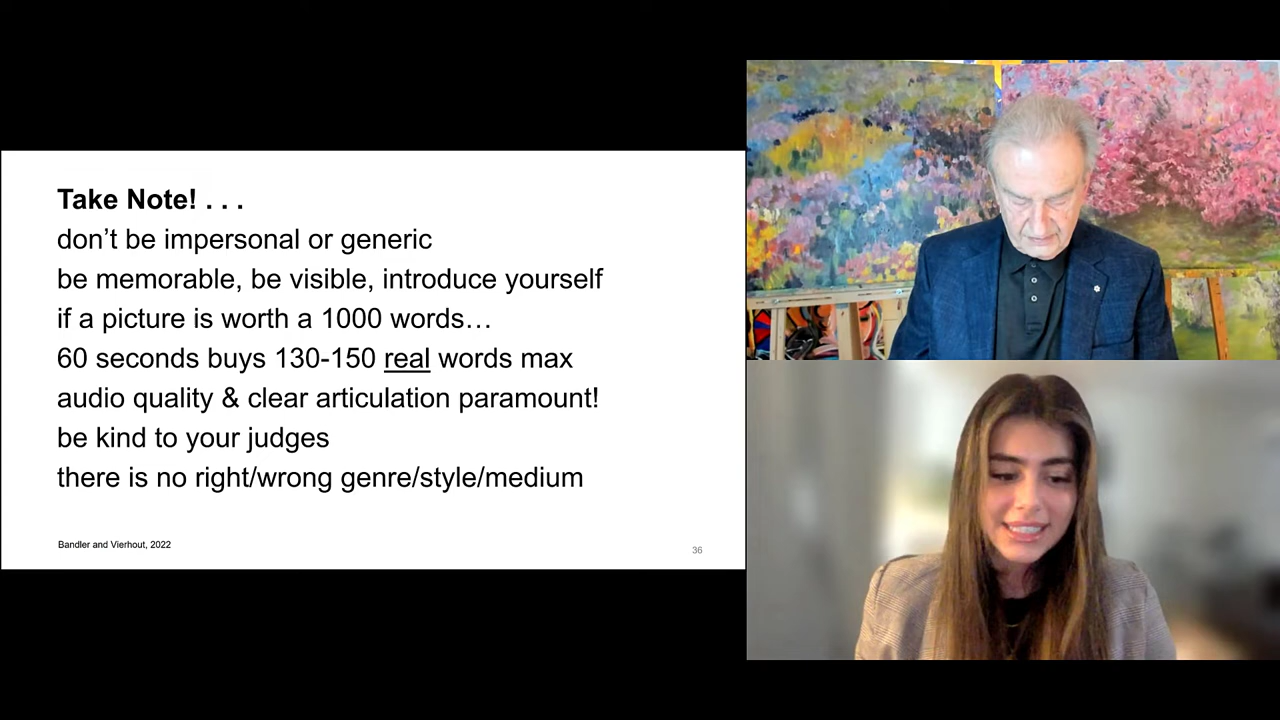 Take Note! . . .
don’t be impersonal or generic
be memorable, be visible, introduce yourself
if a picture is worth a 1000 words…
60 seconds buys 130-150 real words max
audio quality & clear articulation paramount!
be kind to your judges
there is no right/wrong genre/style/medium
Bandler and Vierhout, 2022
36